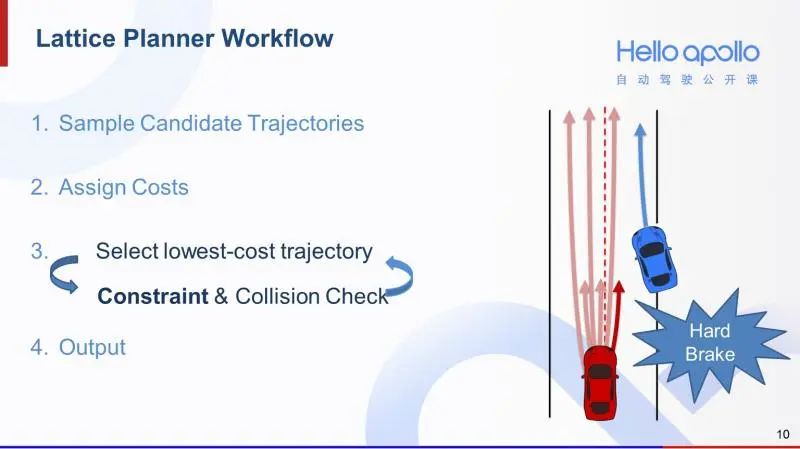 Lattice Planner Workflow
Hello apollo
自动驾驶公开课
1. Sample Candidate Trajectories
2. Assign Costs
3. Select lowest-cost trajectory
Constraint & Collision Check
4. Output
Hard
Brake
10